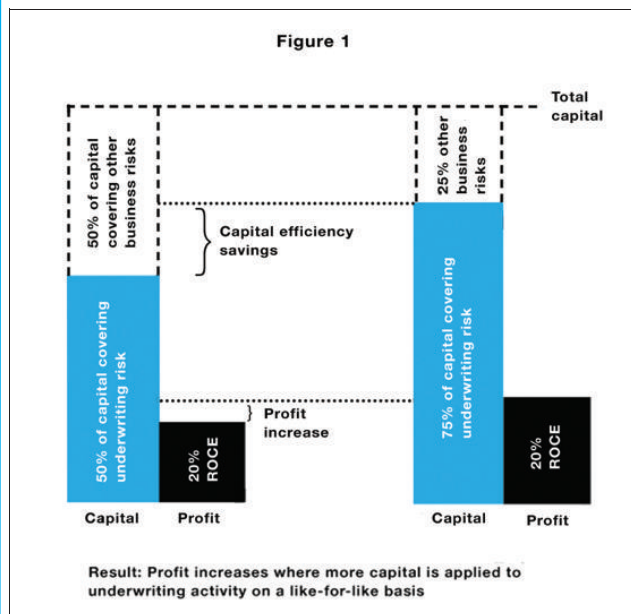 Figure 1
Total
capital
50% of capital
covering other
business risks
25% other
business
risks
Capital efficiency
savings
50% of capital covering
underwriting risk
75% of capital covering
underwriting risk
Profit
increase
20%
ROCE
20%
ROCE
Capital
Profit
Capital
Profit
Result: Profit increases where more capital is applied to
underwriting activity on a like-for-like basis